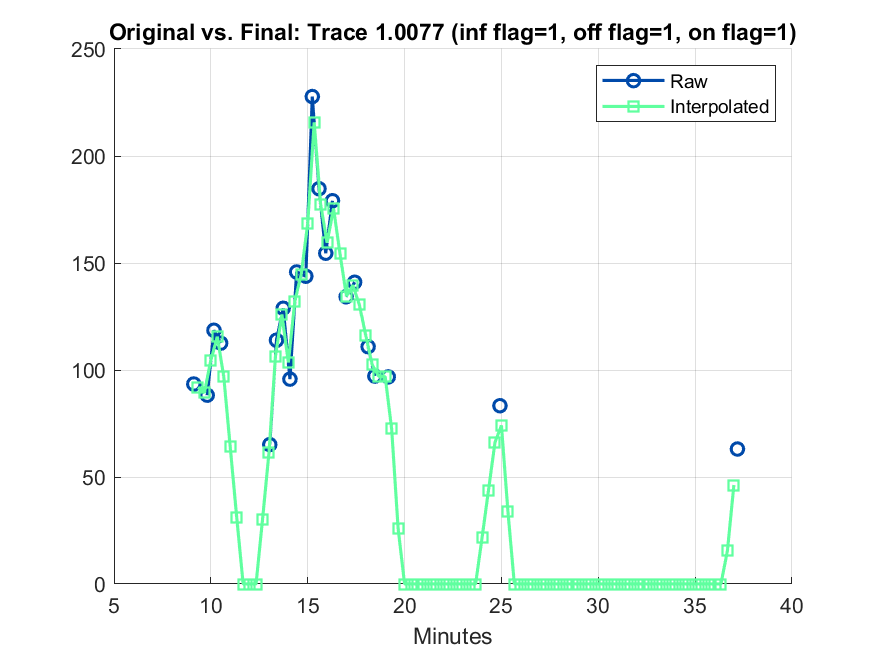 Original vs. Final: Trace 1.0077 (inf flag=1, off flag=1, on flag=1)
250
200
150
100
50
0
Raw
Interpolated
5 10 15 20 25 30 35 40
Minutes